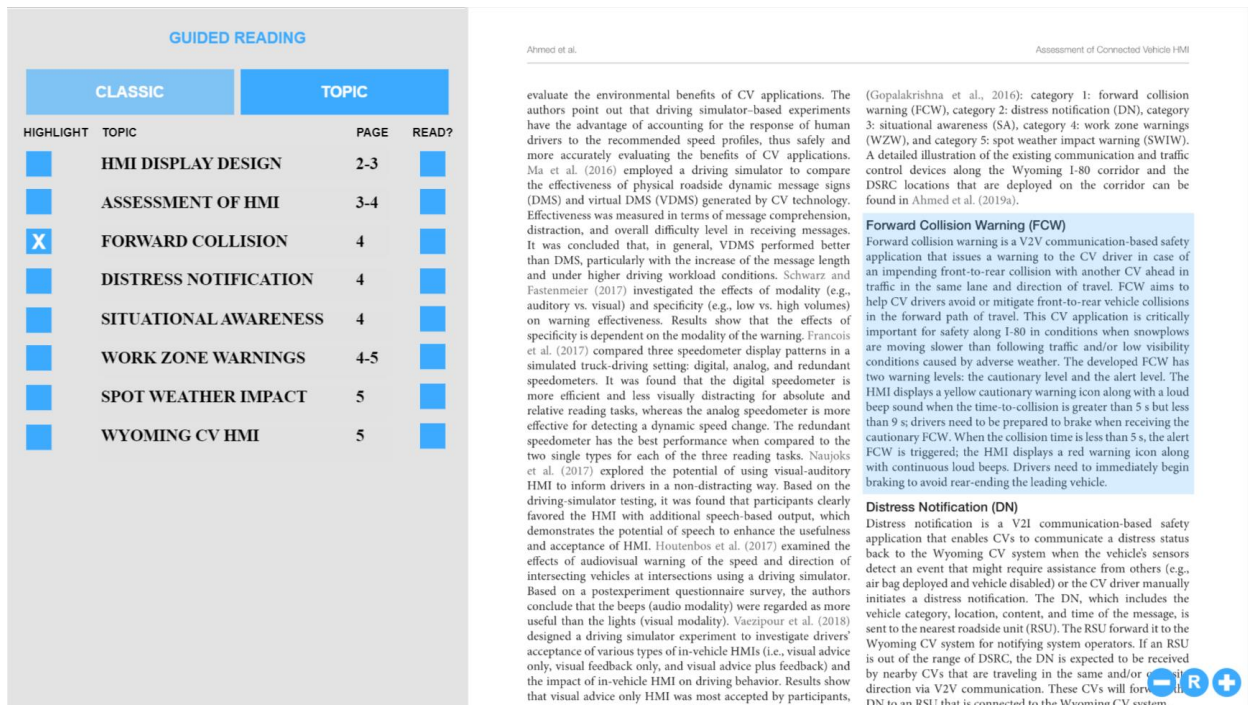 GUIDED READING
CLASSIC TOPIC
HIGHLIGHT TOPIC PAGE READ?
HMI DISPLAY DESIGN 2-3
ASSESSMENT OF HMI 3-4
X FORWARD COLLISION 4
DISTRESS NOTIFICATION 4
SITUATIONAL AWARENESS 4
WORK ZONE WARNINGS 4-5
SPOT WEATHER IMPACT 5
WYOMING CV HMI 5
Ahmed et al.
Assessment of Connected Vehicle HMI
evaluate the environmental benefits of CV applications. The
authors point out that driving simulator–based experiments
have the advantage of accounting for the response of human
drivers to the recommended speed profiles, thus safely and
more accurately evaluating the benefits of CV applications.
Ma et al. (2016) employed a driving simulator to compare
the effectiveness of physical roadside dynamic message signs
(DMS) and virtual DMS (VDMS) generated by CV technology.
Effectiveness was measured in terms of message comprehension,
distraction, and overall difficulty level in receiving messages.
It was concluded that, in general, VDMS performed better
than DMS, particularly with the increase of the message length
and under higher driving workload conditions. Schwarz and
Fastenmeier (2017) investigated the effects of modality (e.g.,
auditory vs. visual) and specificity (e.g., low vs. high volumes)
on warning effectiveness. Results show that the effects of
specificity is dependent on the modality of the warning. Francois
et al. (2017) compared three speedometer display patterns in a
simulated truck-driving setting: digital, analog, and redundant
speedometers. It was found that the digital speedometer is
more efficient and less visually distracting for absolute and
relative reading tasks, whereas the analog speedometer is more
effective for detecting a dynamic speed change. The redundant
speedometer has the best performance when compared to the
two single types for each of the three reading tasks. Naujoks
et al. (2017) explored the potential of using visual-auditory
HMI to inform drivers in a non-distracting way. Based on the
driving-simulator testing, it was found that participants clearly
favored the HMI with additional speech-based output, which
demonstrates the potential of speech to enhance the usefulness
and acceptance of HMI. Houtenbos et al. (2017) examined the
effects of audiovisual warning of the speed and direction of
intersecting vehicles at intersections using a driving simulator.
Based on a postexperiment questionnaire survey, the authors
conclude that the beeps (audio modality) were regarded as more
useful than the lights (visual modality). Vaezipour et al. (2018)
designed a driving simulator experiment to investigate drivers'
acceptance of various types of in-vehicle HMIs (i.e., visual advice
only, visual feedback only, and visual advice plus feedback) and
the impact of in-vehicle HMI on driving behavior. Results show
that visual advice only HMI was most accepted by participants,
(Gopalakrishna et al., 2016): category 1: forward collision
warning (FCW), category 2: distress notification (DN), category
3: situational awareness (SA), category 4: work zone warnings
(WZW), and category 5: spot weather impact warning (SWIW).
A detailed illustration of the existing communication and traffic
control devices along the Wyoming I-80 corridor and the
DSRC locations that are deployed on the corridor can be
found in Ahmed et al. (2019a).
Forward Collision Warning (FCW)
Forward collision warning is a V2V communication-based safety
application that issues a warning to the CV driver in case of
an impending front-to-rear collision with another CV ahead in
traffic in the same lane and direction of travel. FCW aims to
help CV drivers avoid or mitigate front-to-rear vehicle collisions
in the forward path of travel. This CV application is critically
important for safety along I-80 in conditions when snowplows
are moving slower than following traffic and/or low visibility
conditions caused by adverse weather. The developed FCW has
two warning levels: the cautionary level and the alert level. The
HMI displays a yellow cautionary warning icon along with a loud
beep sound when the time-to-collision is greater than 5 s but less
than 9 s; drivers need to be prepared to brake when receiving the
cautionary FCW. When the collision time is less than 5 s, the alert
FCW is triggered; the HMI displays a red warning icon along
with continuous loud beeps. Drivers need to immediately begin
braking to avoid rear-ending the leading vehicle.
Distress Notification (DN)
Distress notification is a V2I communication-based safety
application that enables CVs to communicate a distress status
back to the Wyoming CV system when the vehicle's sensors
detect an event that might require assistance from others (e.g.,
air bag deployed and vehicle disabled) or the CV driver manually
initiates a distress notification. The DN, which includes the
vehicle category, location, content, and time of the message, is
sent to the nearest roadside unit (RSU). The RSU forward it to the
Wyoming CV system for notifying system operators. If an RSU
is out of the range of DSRC, the DN is expected to be received
by nearby CVs that are traveling in the same and/or
direction via V2V communication. These CVs will
DN to an RSU that is connected to the Wyoming CV system
R